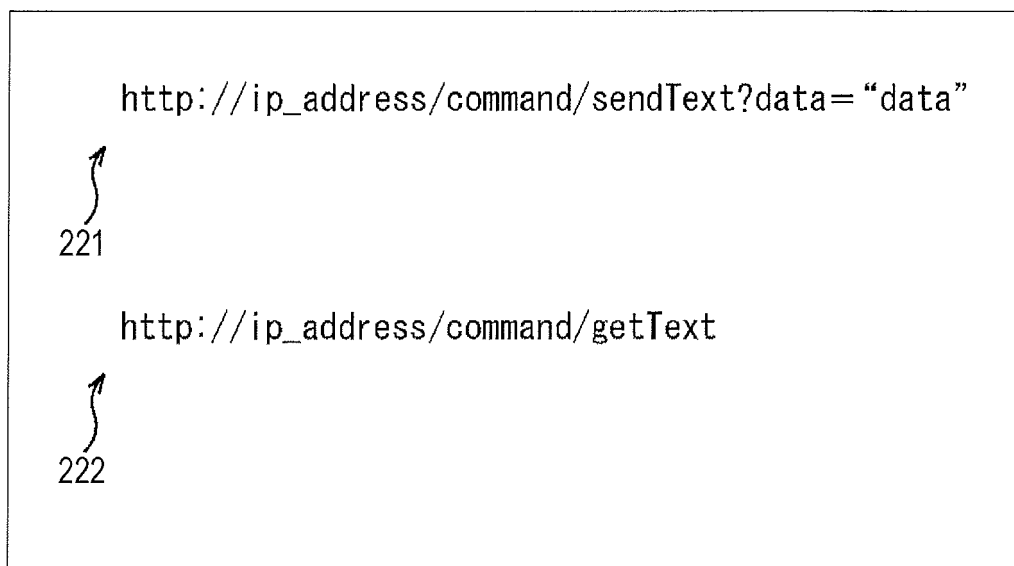 http://ip_address/command/sendText?data=“data”
221
http://ip_address/command/getText
222